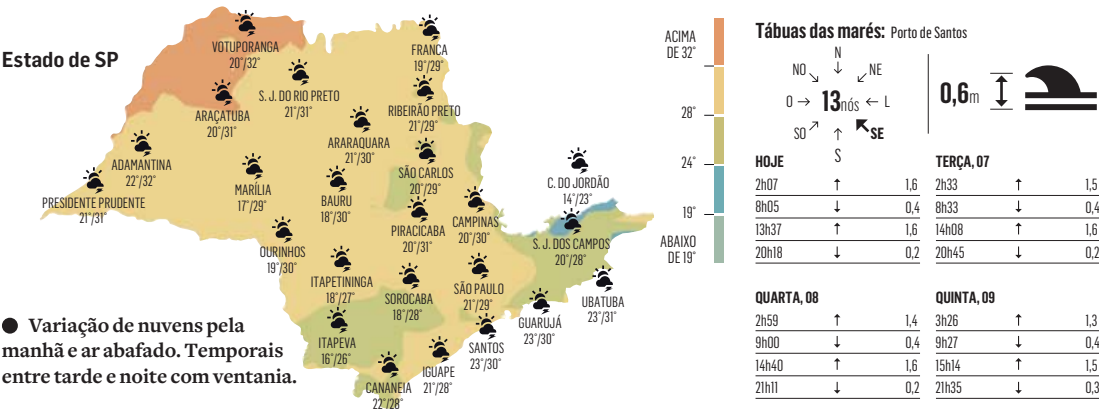 Estado de SP
VOTUPORANGA
20°/32°
FRANCA
19°/29°
S. J. DO RIO PRETO
21°/31°
ARAÇATUBA
20°/31°
RIBEIRÃO PRETO
21°/29°
ARARAQUARA
21°/30°
ADAMANTINA
22°/32°
SÃO CARLOS
20°/29°
PRESIDENTE PRUDENTE
21°/31°
MARÍLIA
17°/29°
BAURU
18°/30°
C. DO JORDÃO
14°/23°
PIRACICABA
20°/31°
CAMPINAS
20°/30°
OURINHOS
19°/30°
S. J. DOS CAMPOS
20°/28°
ITAPETININGA
18°/27°
SOROCABA
18°/28°
SÃO PAULO
21°/29°
UBATUBA
23°/31°
GUARUJÁ
23°/30°
ITAPEVA
16°/26°
SANTOS
23°/30°
IGUAPE
21°/28°
CANANEIA
22°/28°
● Variação de nuvens pela
manhã e ar abafado. Temporais
entre tarde e noite com ventania.
ACIMA
DE 32°
28°
24°
19°
ABAIXO
DE 19°
Tábuas das marés: Porto de Santos
N
NO NE
O → 13nós ← L
SO SE
S
0,6m
HOJE
2h07 ↑ 1,6
8h05 ↓ 0,4
13h37 ↑ 1,6
20h18 ↓ 0,2
TERÇA, 07
2h33 ↑ 1,5
8h33 ↓ 0,4
14h08 ↑ 1,6
20h45 ↓ 0,2
QUARTA, 08
2h59 ↑ 1,4
9h00 ↓ 0,4
14h40 ↑ 1,6
21h11 ↓ 0,2
QUINTA, 09
3h26 ↑ 1,3
9h27 ↓ 0,4
15h14 ↑ 1,5
21h35 ↓ 0,3